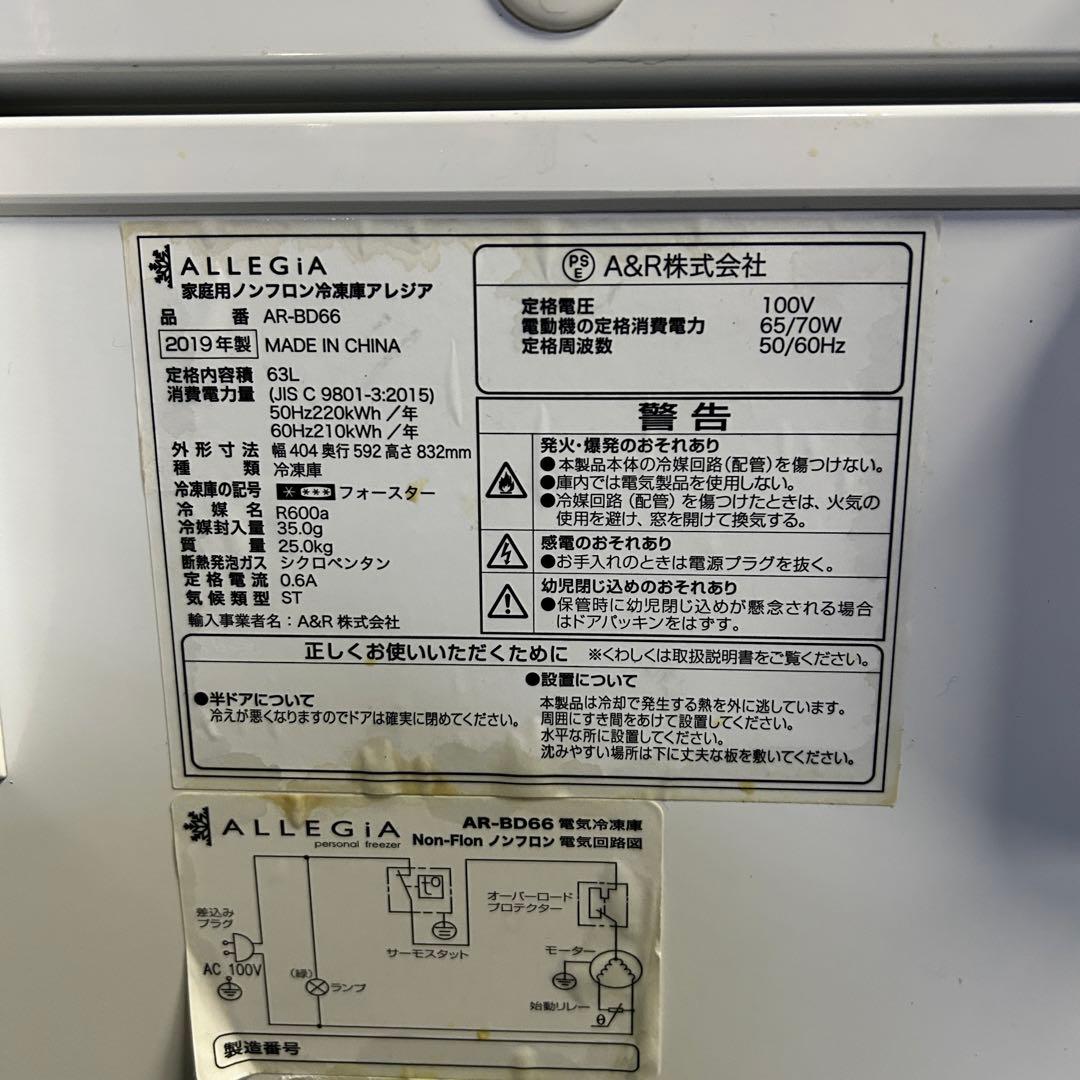 ALLEGiA
家庭用ノンフロン冷凍庫アレジア
品 番 AR-BD66
2019年製 MADE IN CHINA
定格内容積 63L
消費電力量 (JIS C 9801-3:2015)
50Hz220kWh／年
60Hz210kWh／年
外形寸法 幅404奥行592高さ832mm
種 類 冷凍庫
冷凍庫の記号 * *** フォースター
冷 媒 名 R600a
冷媒封入量 35.0g
質 量 25.0kg
断熱発泡ガス シクロペンタン
定格電流 0.6A
気候類型 ST
輸入事業者名：A&R 株式会社
PSE A&R株式会社
定格電圧 100V
電動機の定格消費電力 65/70W
定格周波数 50/60Hz
警告
発火・爆発のおそれあり
●本製品本体の冷媒回路（配管）を傷つけない。
●庫内では電気製品を使用しない。
●冷媒回路（配管）を傷つけたときは、火気の
使用を避け、窓を開けて換気する。
感電のおそれあり
●お手入れのときは電源プラグを抜く。
幼児閉じ込めのおそれあり
●保管時に幼児閉じ込めが懸念される場合
はドアパッキンをはずす。
正しくお使いいただくために ※くわしくは取扱説明書をご覧ください。
●半ドアについて
冷えが悪くなりますのでドアは確実に閉めてください。
●設置について
本製品は冷却で発生する熱を外に逃しています。
周囲にすき間をあけて設置してください。
水平な所に設置してください。
沈みやすい場所は下に丈夫な板を敷いてください。
ALLEGiA
personal freezer
AR-BD66 電気冷凍庫
Non-Flon ノンフロン 電気回路図
差込み
プラグ
AC 100V
(緑)
ランプ
t°
サーモスタット
オーバーロード
プロテクター
モーター
始動リレー
θ
製造番号